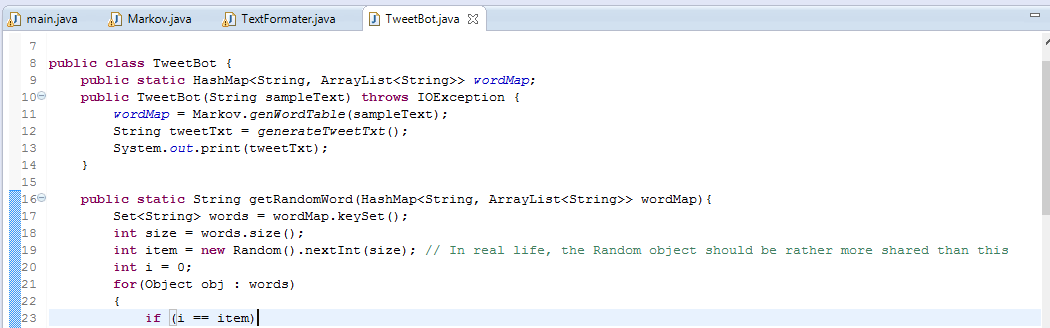 main.java Markov.java TextFormater.java TweetBot.java
7
8 public class TweetBot {
9 public static HashMap<String, ArrayList<String>> wordMap;
10 public TweetBot(String sampleText) throws IOException {
11 wordMap = Markov.genWordTable(sampleText);
12 String tweetTxt = generateTweetTxt();
13 System.out.print(tweetTxt);
14 }
15
16 public static String getRandomWord(HashMap<String, ArrayList<String>> wordMap){
17 Set<String> words = wordMap.keySet();
18 int size = words.size();
19 int item = new Random().nextInt(size); // In real life, the Random object should be rather more shared than this
20 int i = 0;
21 for(Object obj : words)
22 {
23 if (i == item)